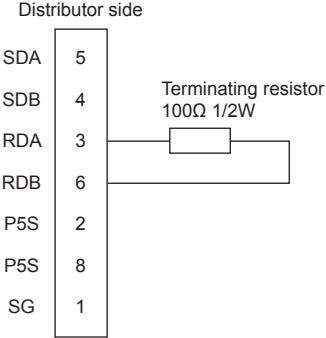 Distributor side
SDA 5
SDB 4
Terminating resistor
100Ω 1/2W
RDA 3
RDB 6
P5S 2
P5S 8
SG 1